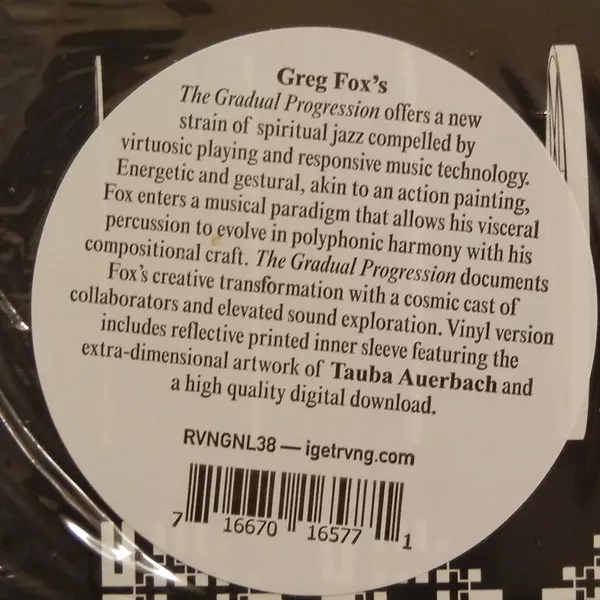 Greg Fox's
The Gradual Progression offers a new
strain of spiritual jazz compelled by
virtuosic playing and responsive music technology.
Energetic and gestural, akin to an action painting,
Fox enters a musical paradigm that allows his visceral
percussion to evolve in polyphonic harmony with his
compositional craft. The Gradual Progression documents
Fox's creative transformation with a cosmic cast of
collaborators and elevated sound exploration. Vinyl version
includes reflective printed inner sleeve featuring the
extra-dimensional artwork of Tauba Auerbach and
a high quality digital download.
RVNGNL38 — igetrvng.com
7 16670 16577 1